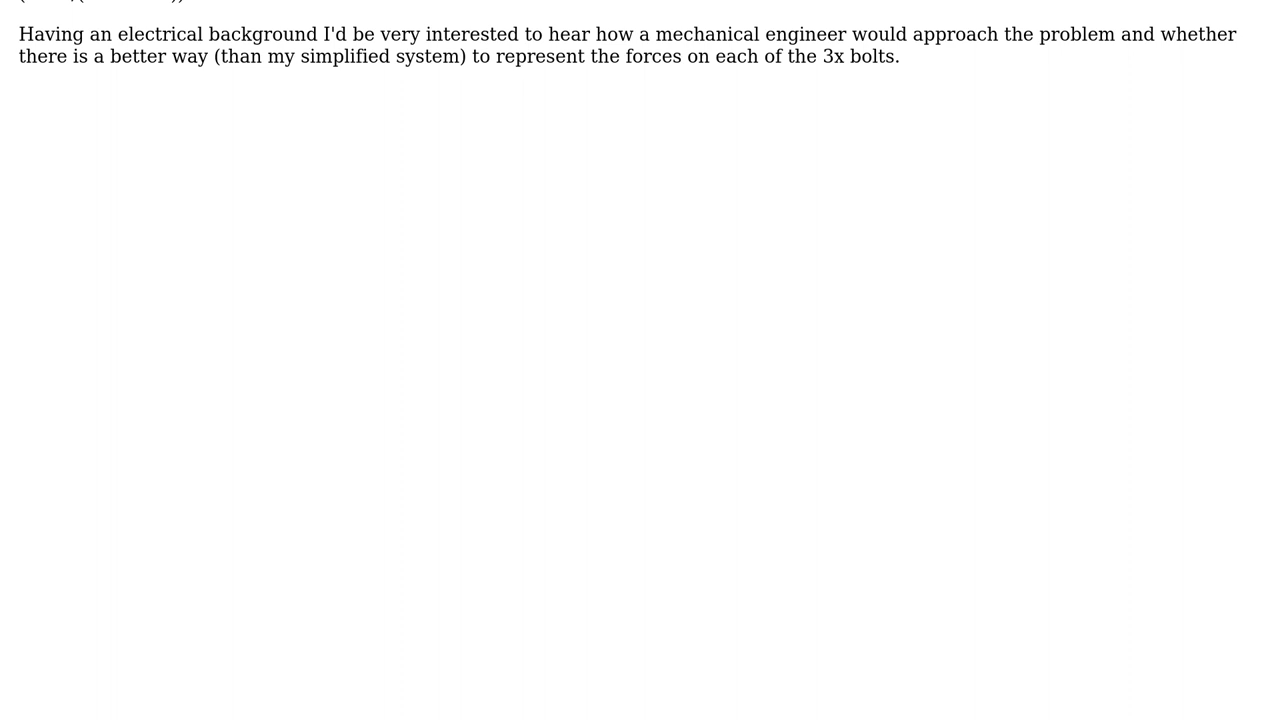 Having an electrical background I'd be very interested to hear how a mechanical engineer would approach the problem and whether
there is a better way (than my simplified system) to represent the forces on each of the 3x bolts.